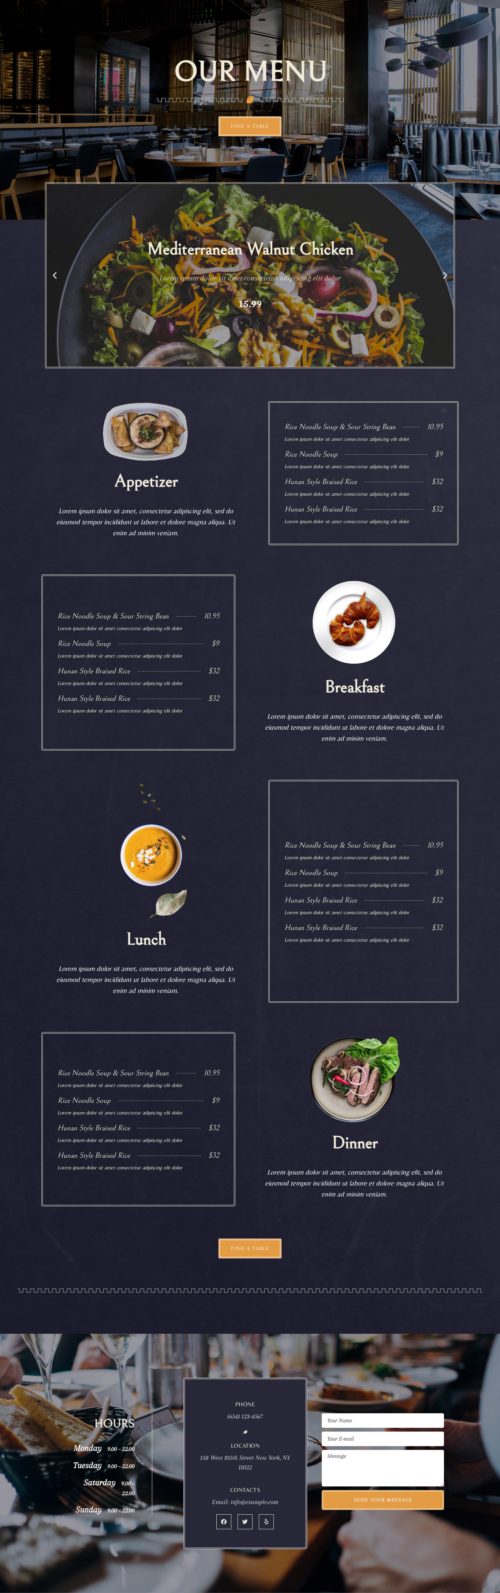 OUR MENU
FIND A TABLE
Mediterranean Walnut Chicken
Lorem ipsum dolor sit amet consectetur adipiscing elit dolor
15.99
Rice Noodle Soup & Sour String Bean 10.95
Lorem ipsum dolor sit amet consectetur adipiscing elit dolor
Rice Noodle Soup $9
Lorem ipsum dolor sit amet consectetur adipiscing elit dolor
Hunan Style Braised Rice $32
Lorem ipsum dolor sit amet consectetur adipiscing elit dolor
Hunan Style Braised Rice $32
Lorem ipsum dolor sit amet consectetur adipiscing elit dolor
Appetizer
Lorem ipsum dolor sit amet, consectetur adipiscing elit, sed do
eiusmod tempor incididunt ut labore et dolore magna aliqua. Ut
enim ad minim veniam.
Rice Noodle Soup & Sour String Bean 10.95
Lorem ipsum dolor sit amet consectetur adipiscing elit dolor
Rice Noodle Soup $9
Lorem ipsum dolor sit amet consectetur adipiscing elit dolor
Hunan Style Braised Rice $32
Lorem ipsum dolor sit amet consectetur adipiscing elit dolor
Hunan Style Braised Rice $32
Lorem ipsum dolor sit amet consectetur adipiscing elit dolor
Breakfast
Lorem ipsum dolor sit amet, consectetur adipiscing elit, sed do
eiusmod tempor incididunt ut labore et dolore magna aliqua. Ut
enim ad minim veniam.
Rice Noodle Soup & Sour String Bean 10.95
Lorem ipsum dolor sit amet consectetur adipiscing elit dolor
Rice Noodle Soup $9
Lorem ipsum dolor sit amet consectetur adipiscing elit dolor
Hunan Style Braised Rice $32
Lorem ipsum dolor sit amet consectetur adipiscing elit dolor
Hunan Style Braised Rice $32
Lorem ipsum dolor sit amet consectetur adipiscing elit dolor
Lunch
Lorem ipsum dolor sit amet, consectetur adipiscing elit, sed do
eiusmod tempor incididunt ut labore et dolore magna aliqua. Ut
enim ad minim veniam.
Rice Noodle Soup & Sour String Bean 10.95
Lorem ipsum dolor sit amet consectetur adipiscing elit dolor
Rice Noodle Soup $9
Lorem ipsum dolor sit amet consectetur adipiscing elit dolor
Hunan Style Braised Rice $32
Lorem ipsum dolor sit amet consectetur adipiscing elit dolor
Hunan Style Braised Rice $32
Lorem ipsum dolor sit amet consectetur adipiscing elit dolor
Dinner
Lorem ipsum dolor sit amet, consectetur adipiscing elit, sed do
eiusmod tempor incididunt ut labore et dolore magna aliqua. Ut
enim ad minim veniam.
FIND A TABLE
HOURS
Monday 9.00 - 22.00
Tuesday 9.00 - 22.00
Saturday 9.00 -
22.00
Sunday 9.00 - 22.00
PHONE
(654) 123-4567
LOCATION
158 West 105th Street New York, NY
10022
CONTACTS
Email: info@example.com
Your Name
Your E-mail
Message
SEND YOUR MESSAGE